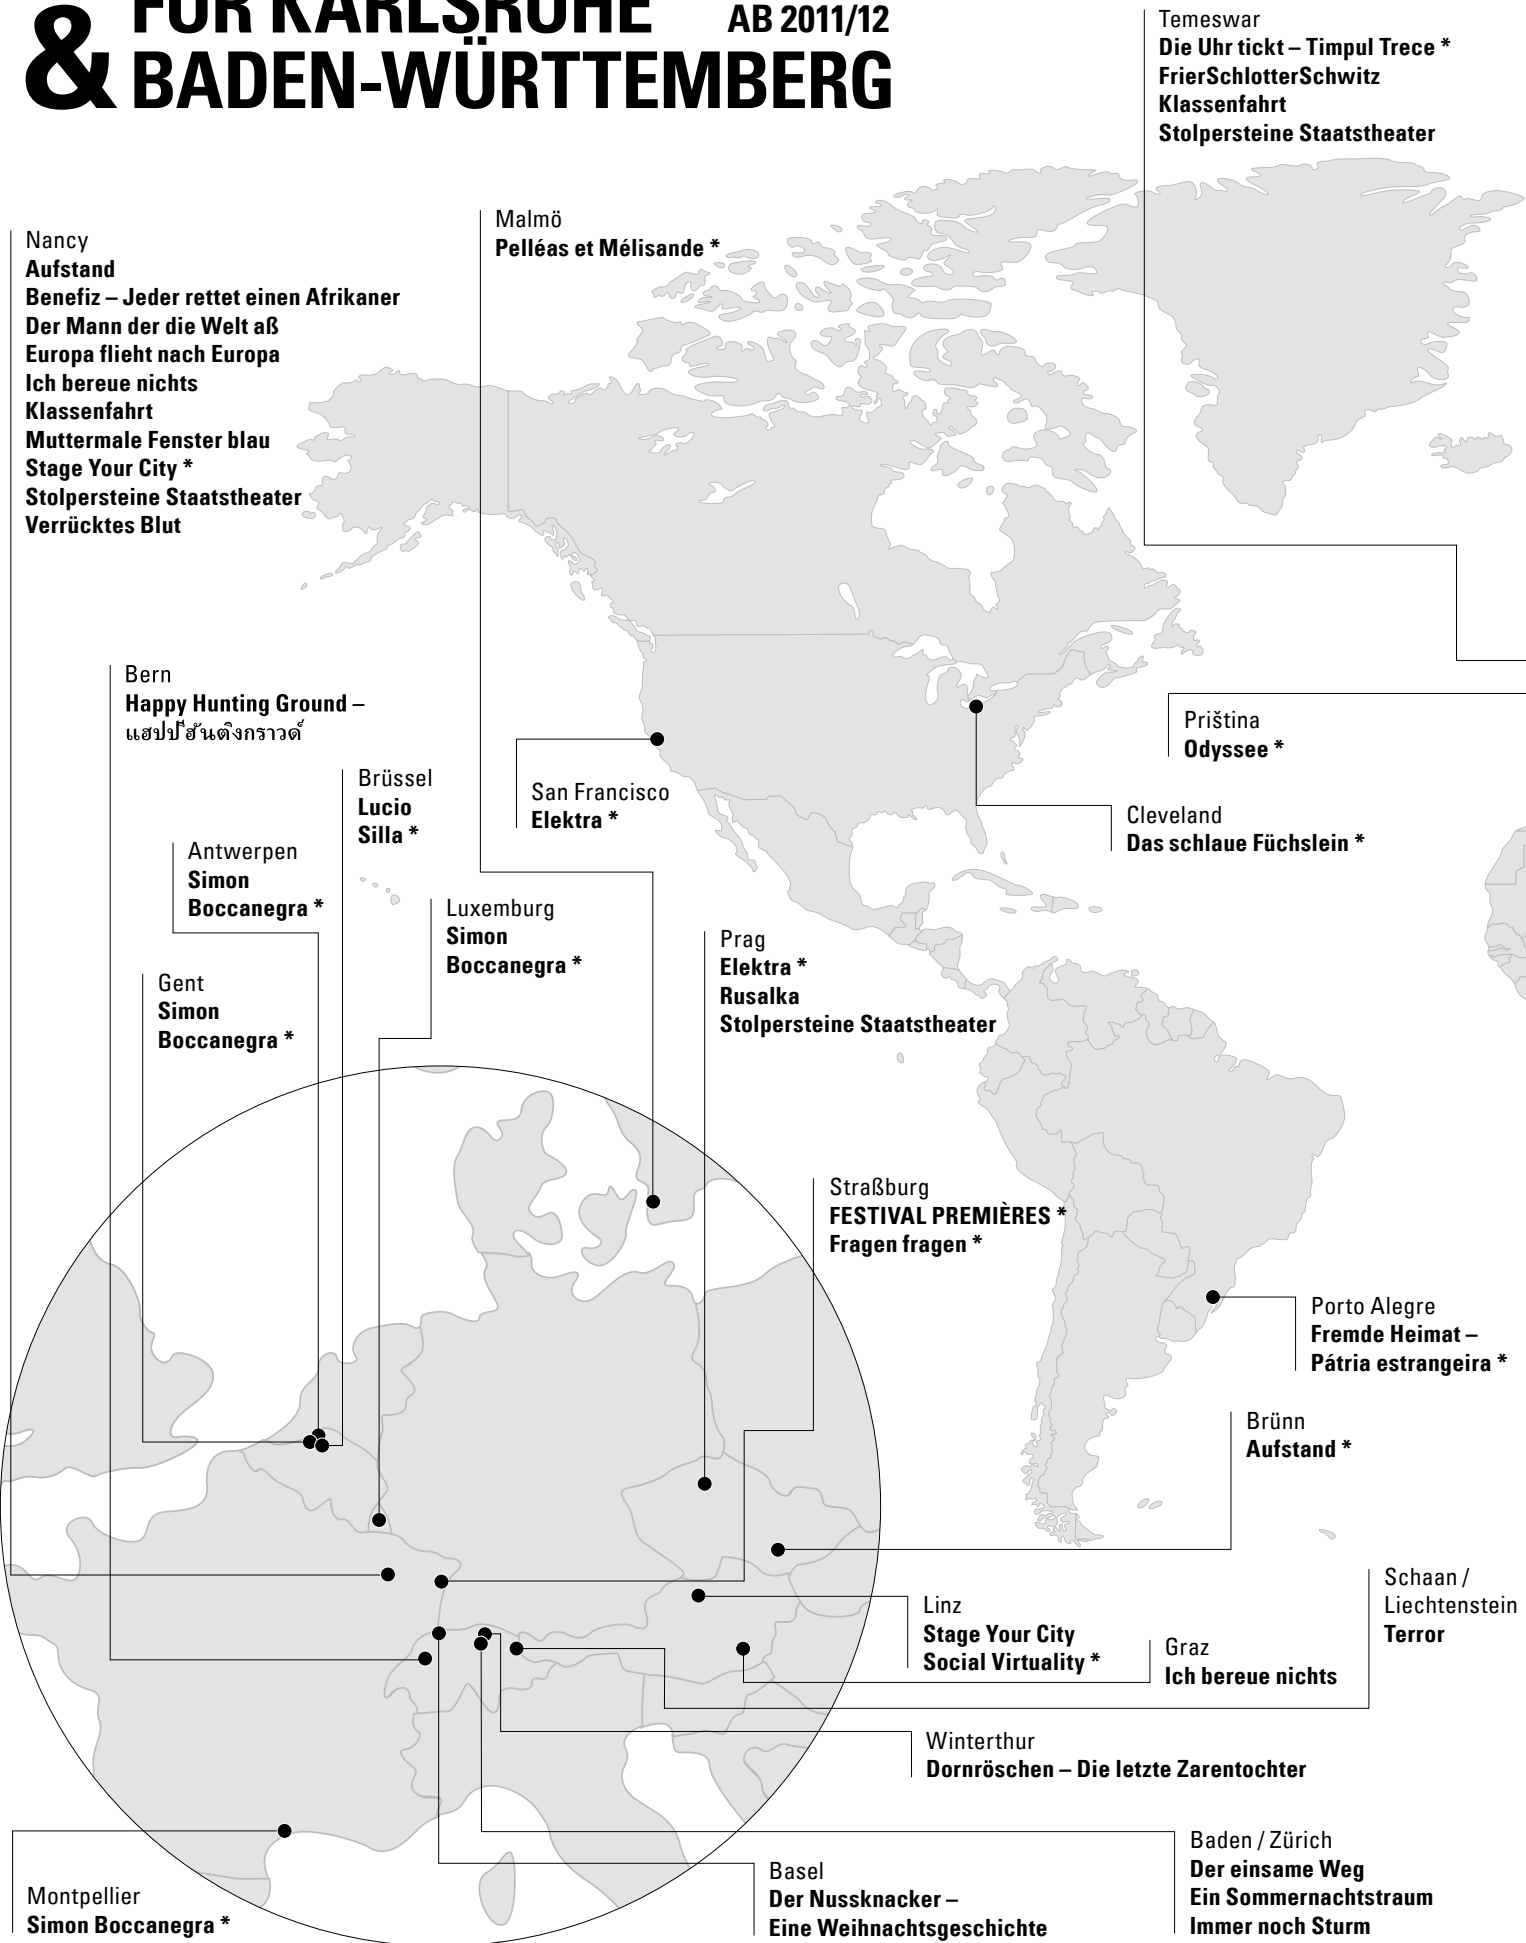 & FÜR KARLSRUHE AB 2011/12
BADEN-WÜRTTEMBERG
Temeswar
Die Uhr tickt – Timpul Trece *
FrierSchlotterSchwitz
Klassenfahrt
Stolpersteine Staatstheater
Nancy
Aufstand
Benefiz – Jeder rettet einen Afrikaner
Der Mann der die Welt aß
Europa flieht nach Europa
Ich bereue nichts
Klassenfahrt
Muttermale Fenster blau
Stage Your City *
Stolpersteine Staatstheater
Verrücktes Blut
Malmö
Pelléas et Mélisande *
Bern
Happy Hunting Ground –
แฮปปี้ฮันติงกราวด์
Brüssel
Lucio
Silla *
San Francisco
Elektra *
Priština
Odyssee *
Cleveland
Das schlaue Füchslein *
Antwerpen
Simon
Boccanegra *
Luxemburg
Simon
Boccanegra *
Gent
Simon
Boccanegra *
Prag
Elektra *
Rusalka
Stolpersteine Staatstheater
Straßburg
FESTIVAL PREMIÈRES *
Fragen fragen *
Porto Alegre
Fremde Heimat –
Pátria estrangeira *
Brünn
Aufstand *
Schaan /
Liechtenstein
Terror
Linz
Stage Your City
Social Virtuality *
Graz
Ich bereue nichts
Winterthur
Dornröschen – Die letzte Zarentochter
Montpellier
Simon Boccanegra *
Basel
Der Nussknacker –
Eine Weihnachtsgeschichte
Baden / Zürich
Der einsame Weg
Ein Sommernachtstraum
Immer noch Sturm